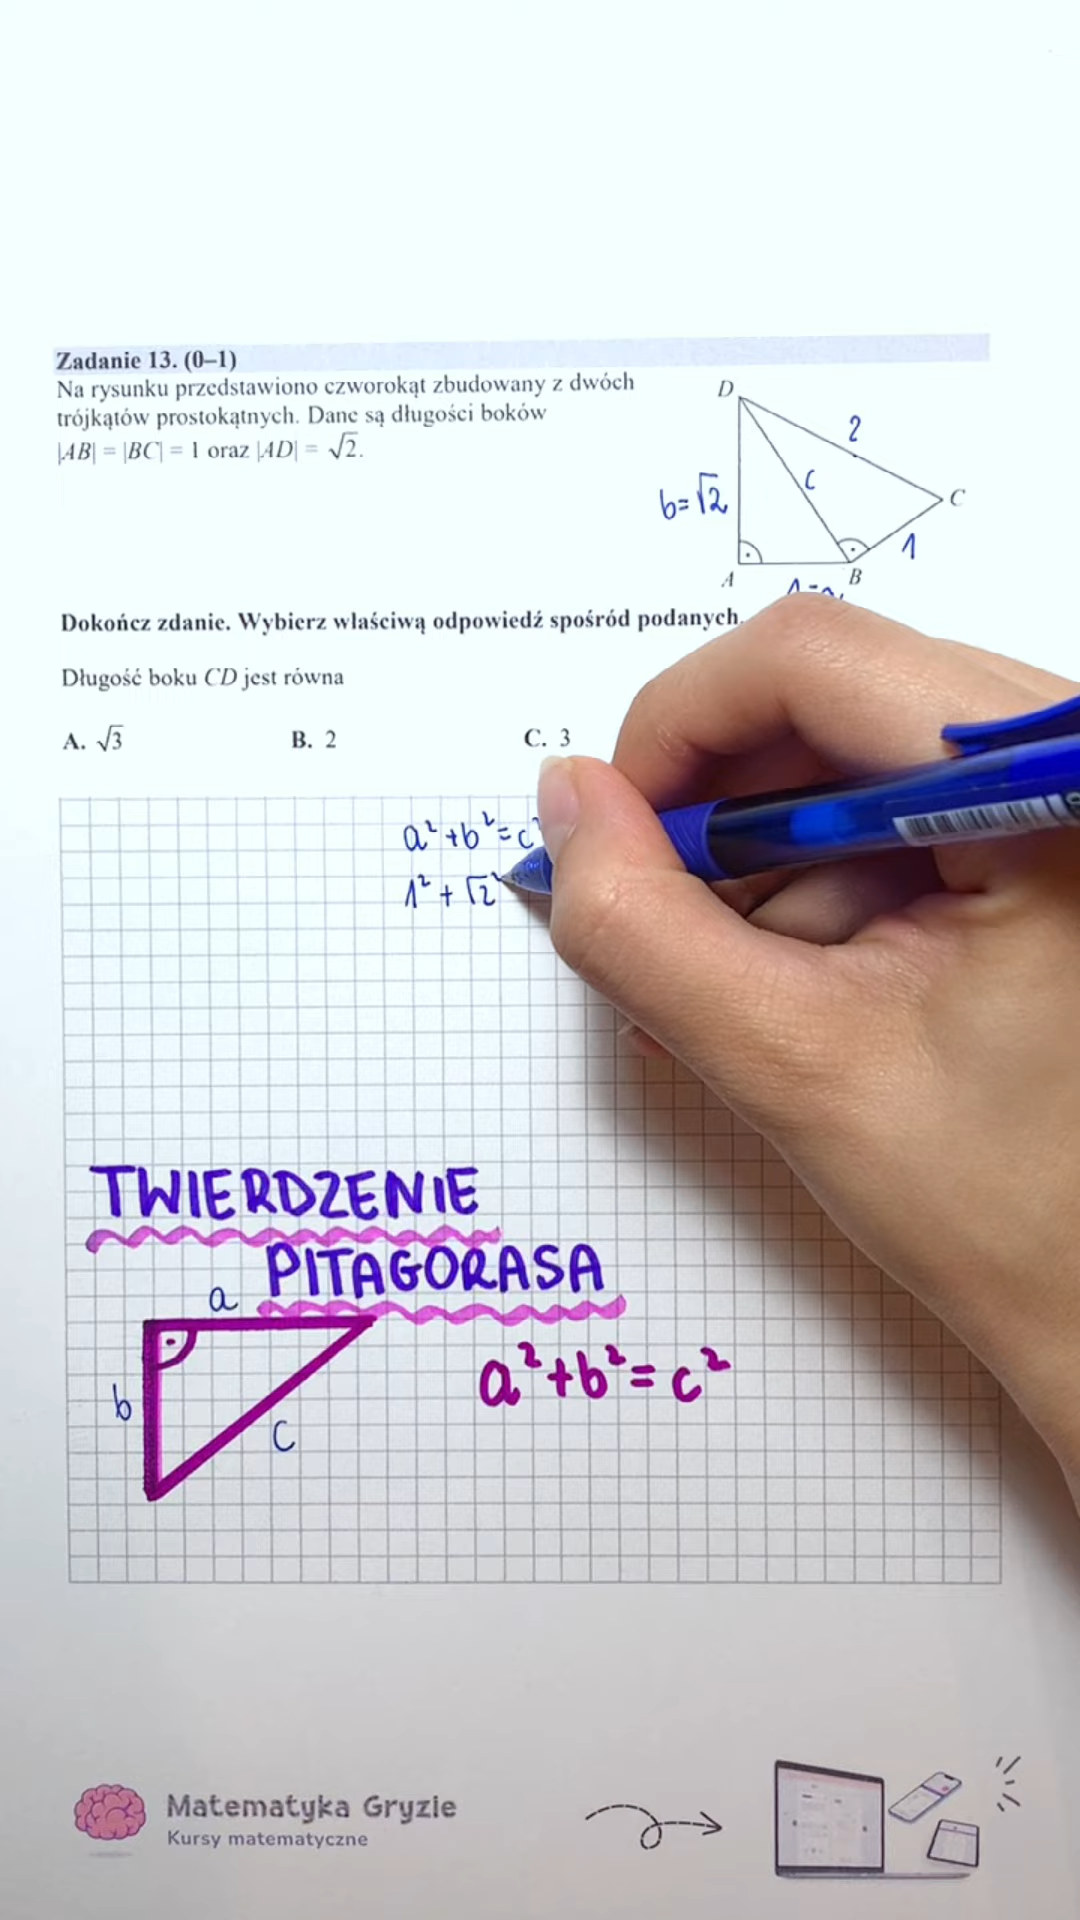 Zadanie 13. (0–1)
Na rysunku przedstawiono czworokąt zbudowany z dwóch
trójkątów prostokątnych. Dane są długości boków
|AB| = |BC| = 1 oraz |AD| = √2.
D
2
c
b=√2
C
1
A
B
Dokończ zdanie. Wybierz właściwą odpowiedź spośród podanych.
Długość boku CD jest równa
A. √3
B. 2
C. 3
a²+b²=c²
1²+√2²
TWIERDZENIE
PITAGORASA
a
b
c
a²+b²=c²
Matematyka Gryzie
Kursy matematyczne